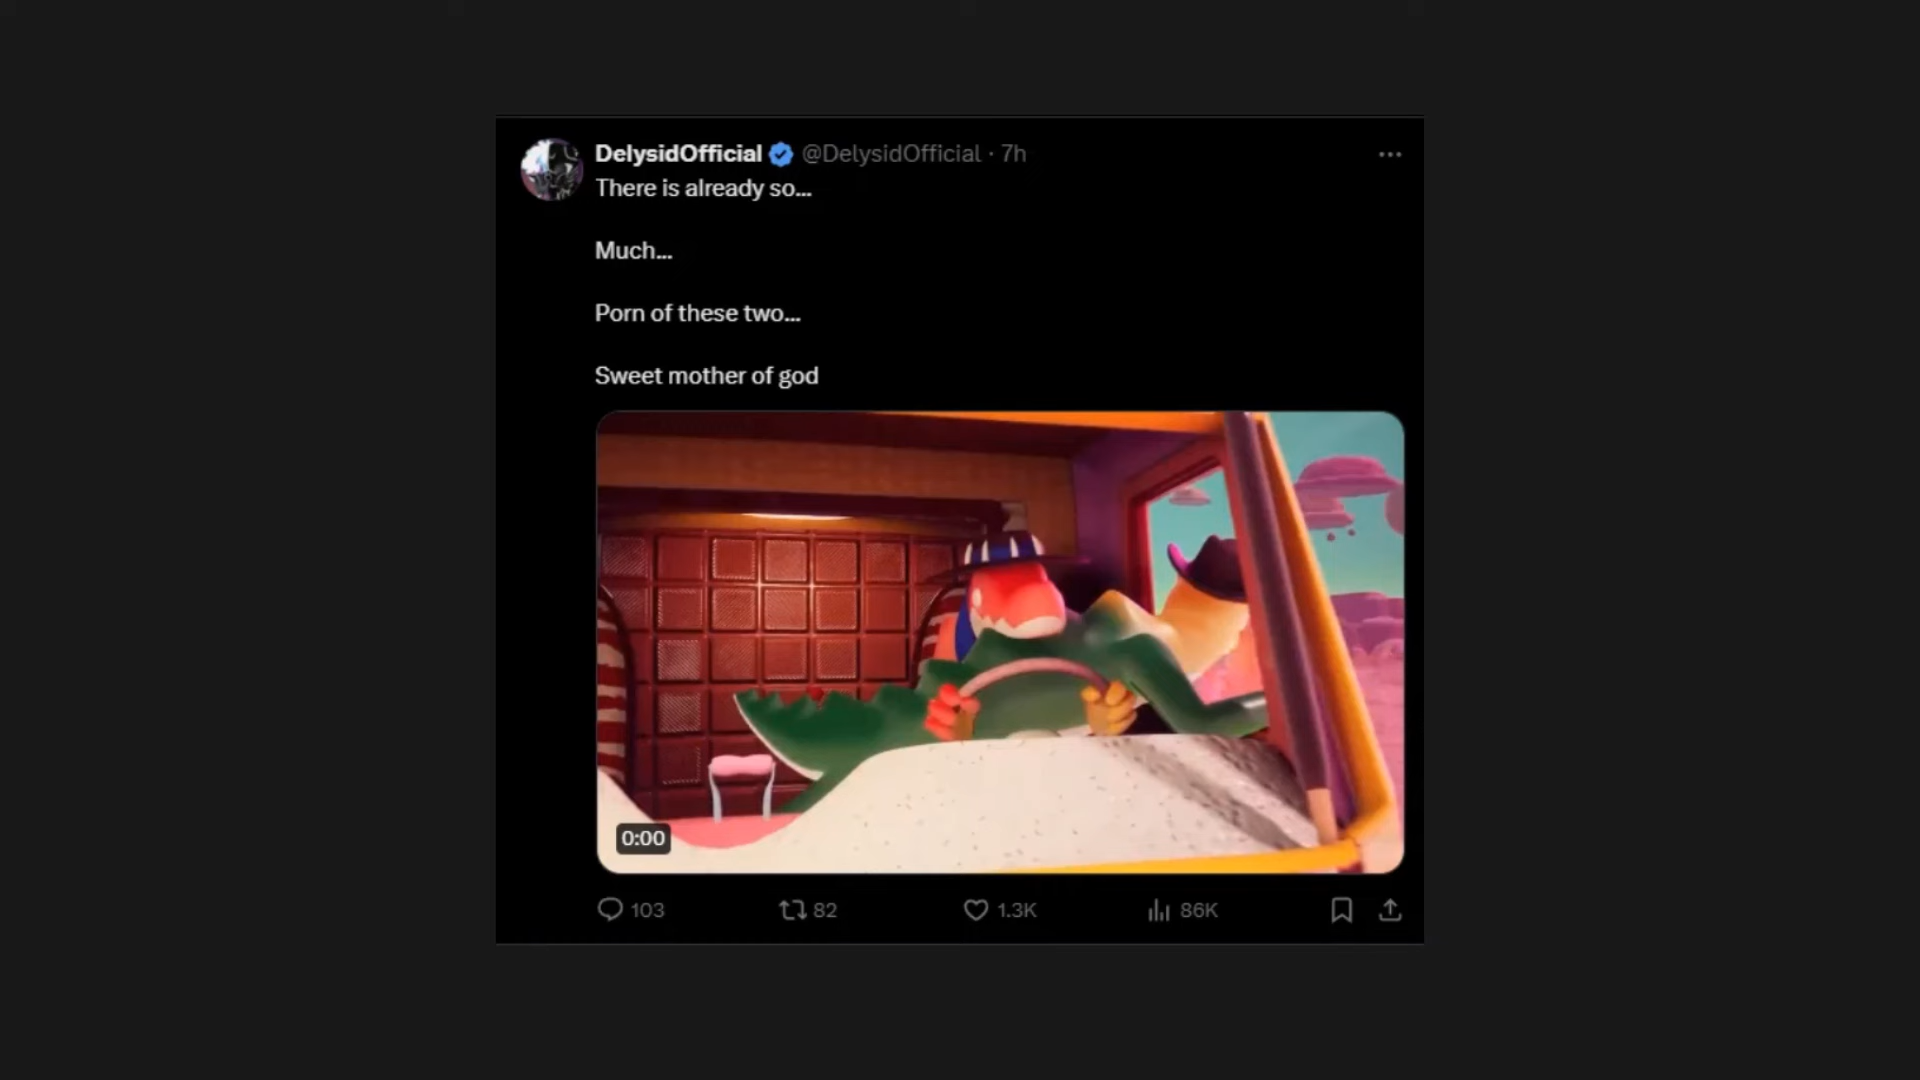 DelysidOfficial @DelysidOfficial · 7h
There is already so...
Much...
Porn of these two...
Sweet mother of god
0:00
103 82 1.3K 86K